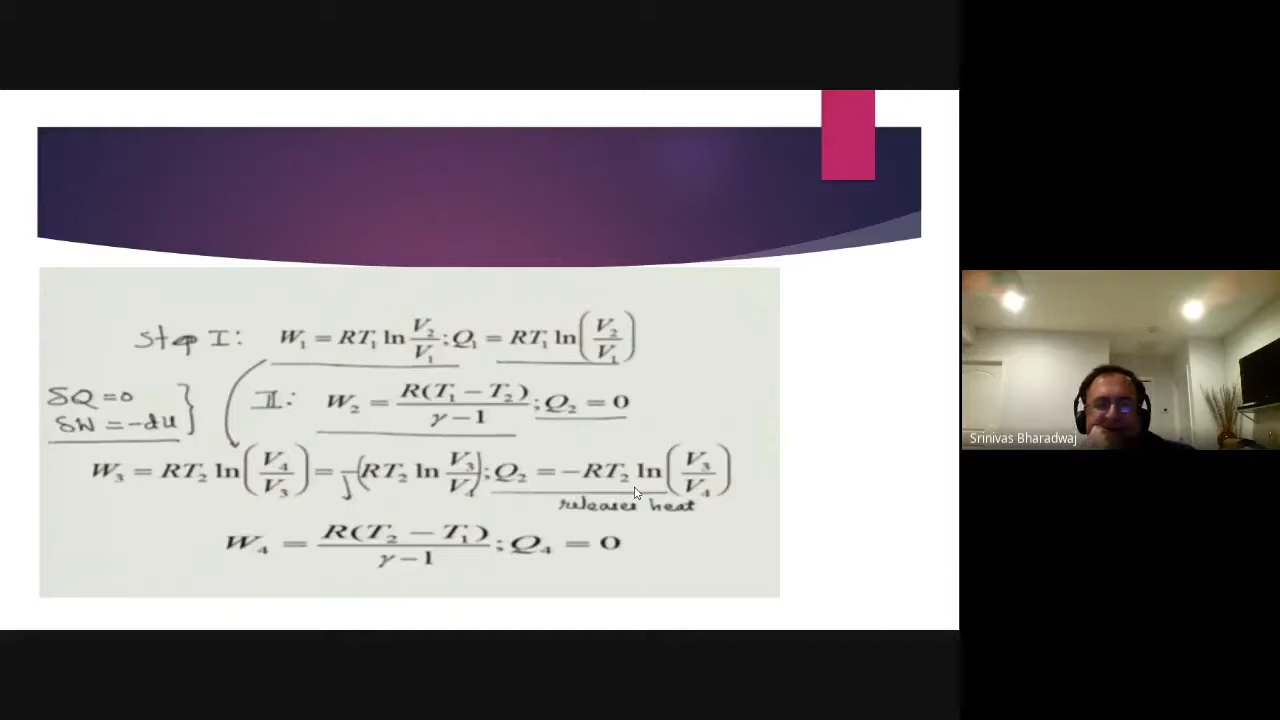 Step I: W₁ = RT₁ ln V₂/V₁ ; Q₁ = RT₁ ln(V₂/V₁)
δQ = 0
II: W₂ = R(T₁ − T₂)/γ − 1 ; Q₂ = 0
δW = −du
W₃ = RT₂ ln(V₄/V₃) = −(RT₂ ln V₃/V₄); Q₂ = −RT₂ ln(V₃/V₄)
releases heat
W₄ = R(T₂ − T₁)/γ − 1 ; Q₄ = 0
Srinivas Bharadwaj